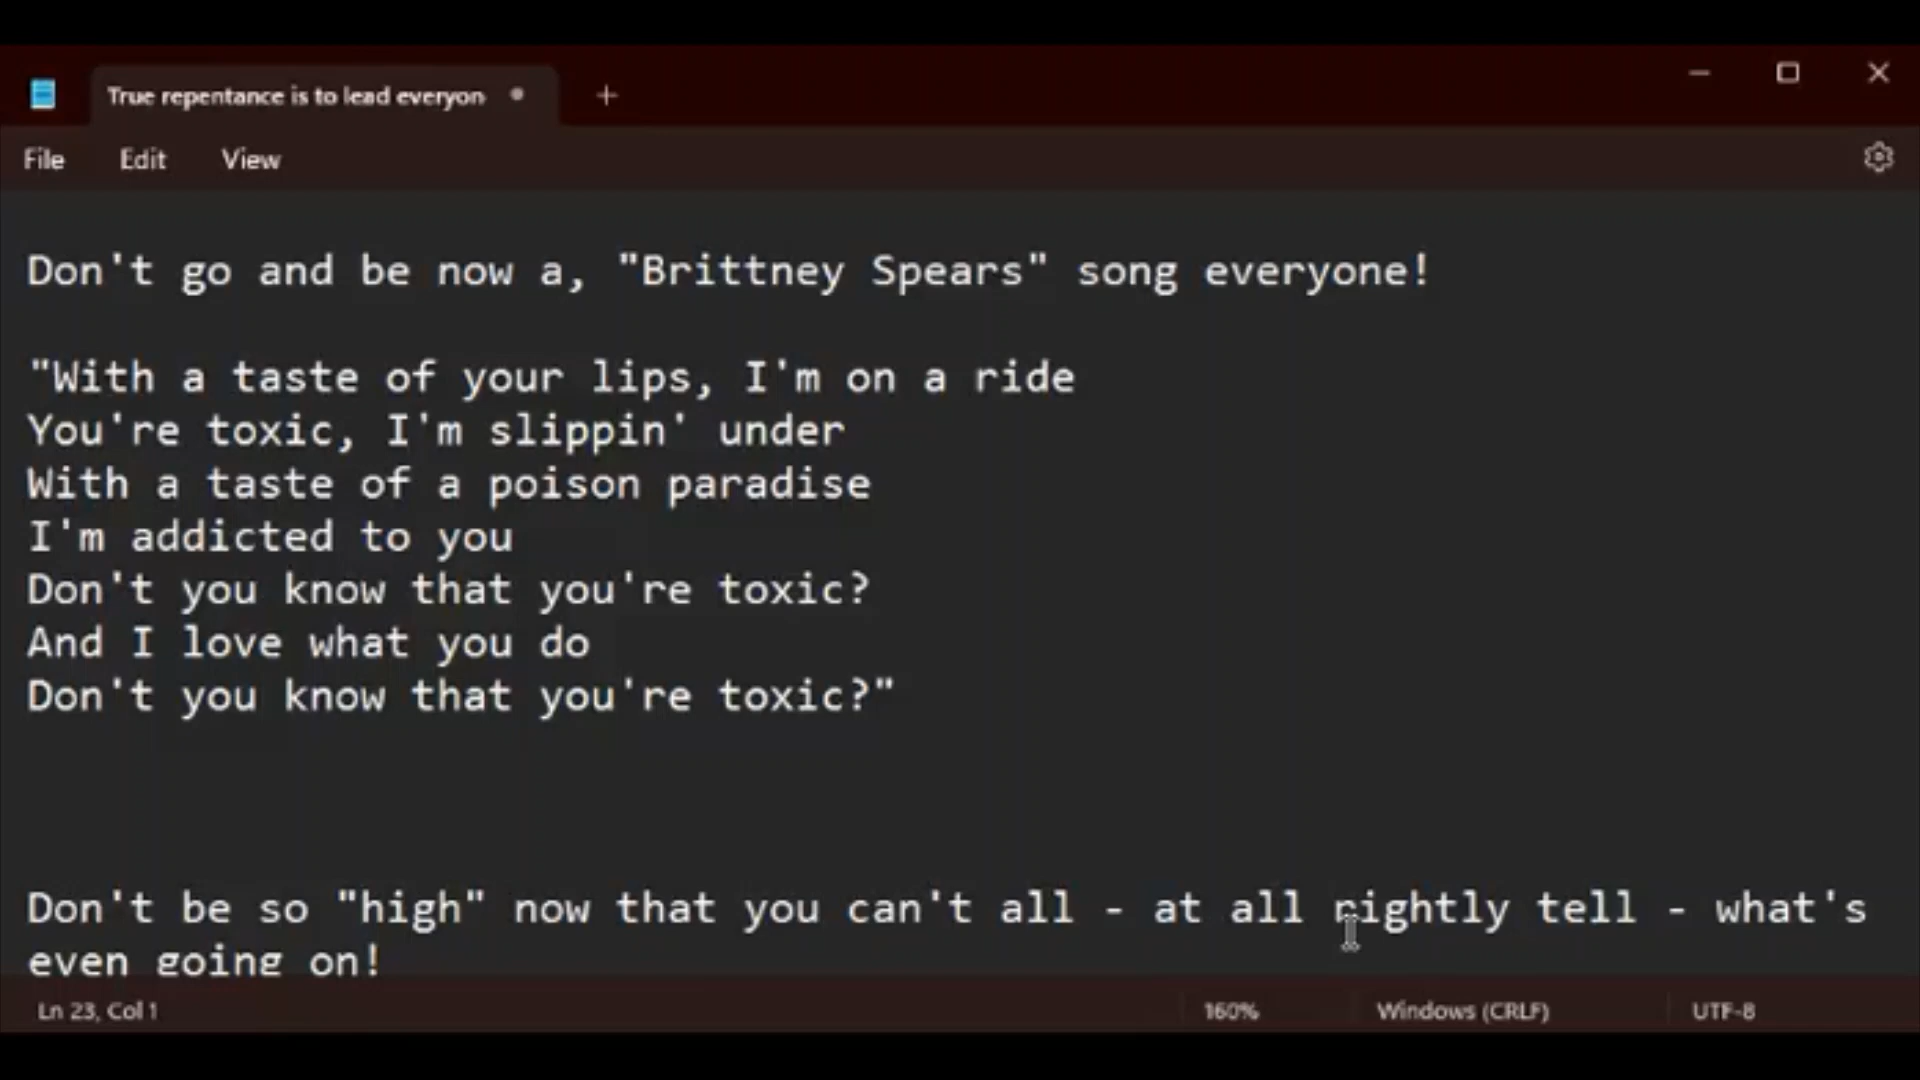 True repentance is to lead everyon
File Edit View
Don't go and be now a, "Brittney Spears" song everyone!
"With a taste of your lips, I'm on a ride
You're toxic, I'm slippin' under
With a taste of a poison paradise
I'm addicted to you
Don't you know that you're toxic?
And I love what you do
Don't you know that you're toxic?"
Don't be so "high" now that you can't all - at all rightly tell - what's
even going on!
Ln 23, Col 1 160% Windows (CRLF) UTF-8